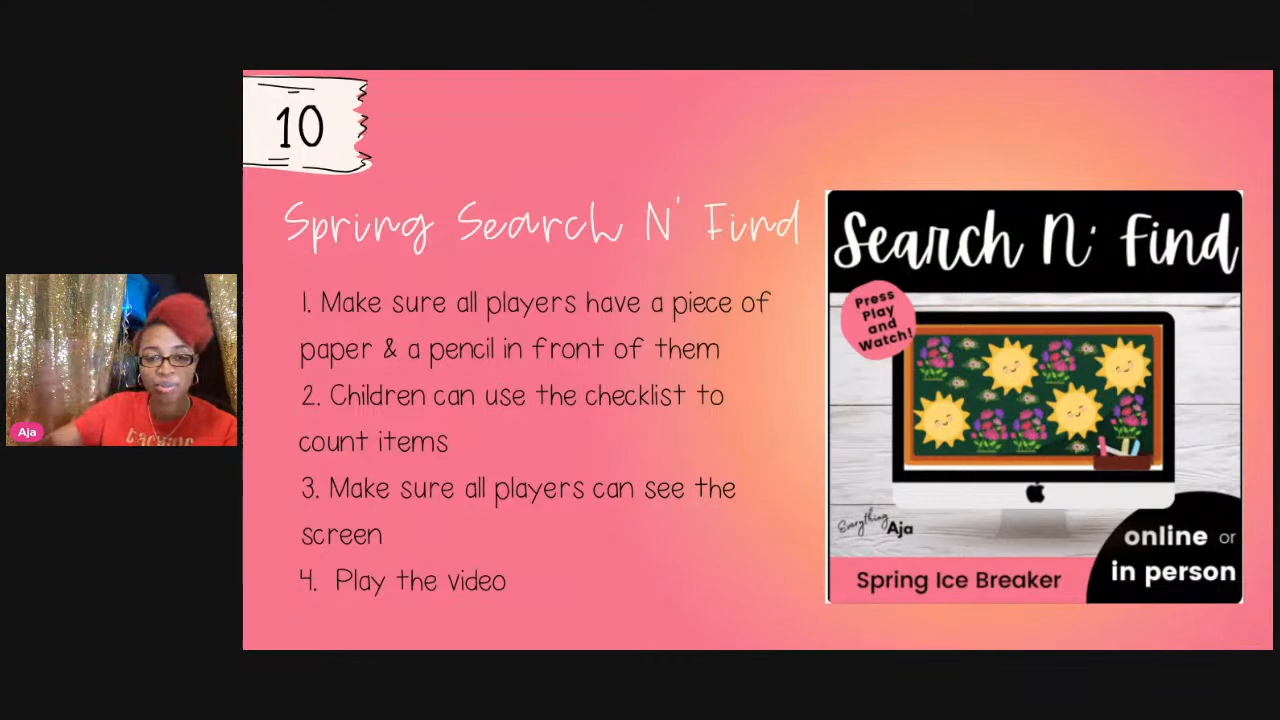 10
Spring Search N' Find
1. Make sure all players have a piece of
paper & a pencil in front of them
2. Children can use the checklist to
count items
3. Make sure all players can see the
screen
4. Play the video
Search N' Find
Press
Play
and
Watch!
Everything
Aja
online or
in person
Spring Ice Breaker
Aja